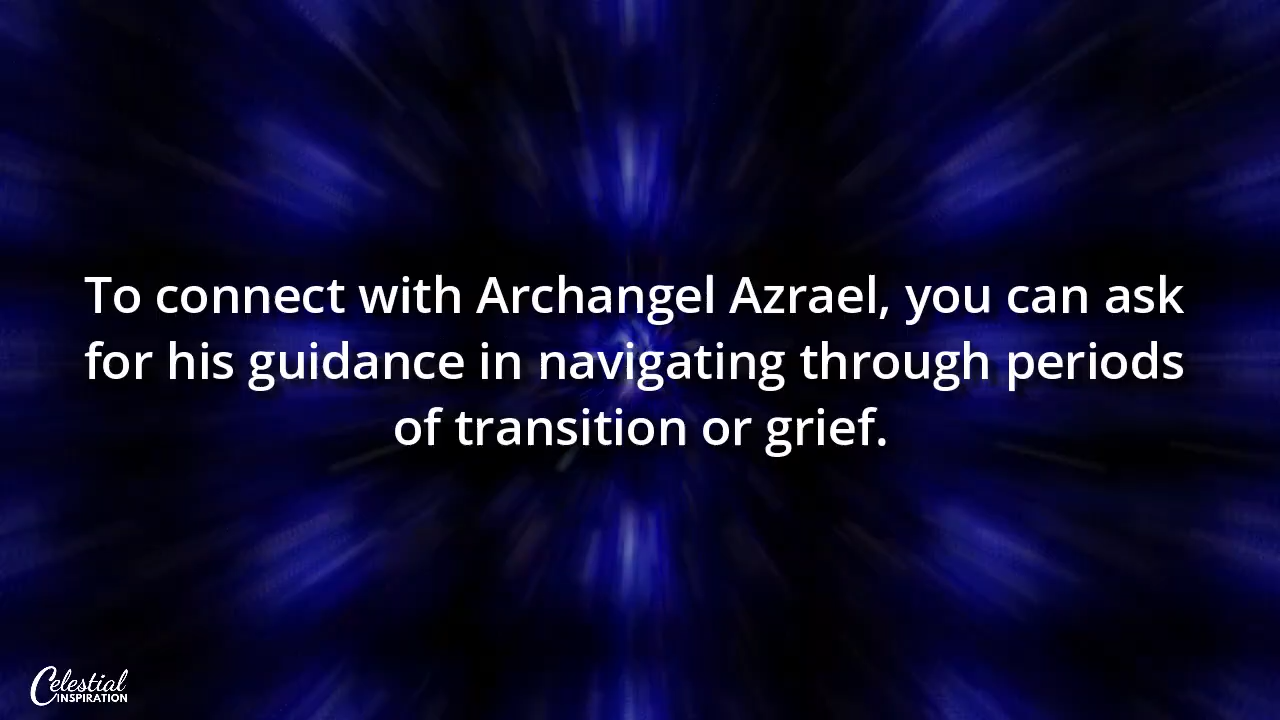 To connect with Archangel Azrael, you can ask
for his guidance in navigating through periods
of transition or grief.
Celestial
INSPIRATION